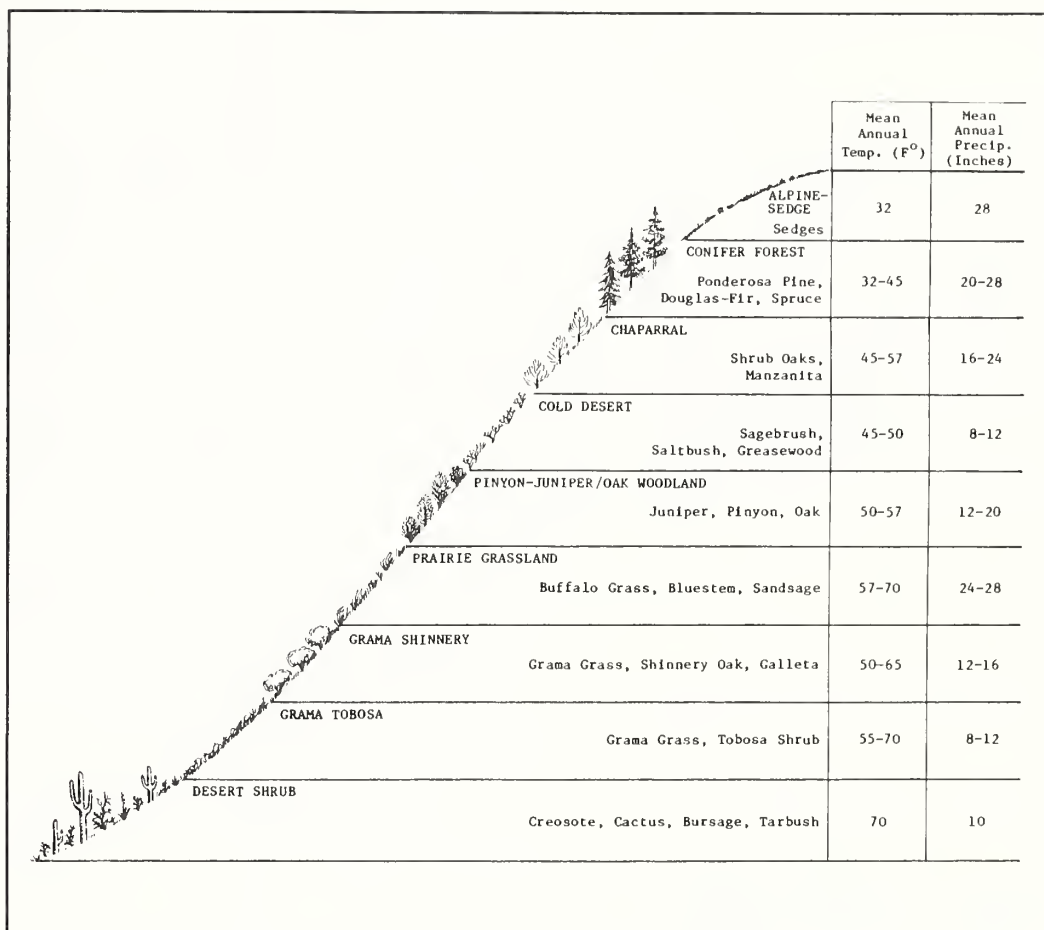 Mean Annual Temp. (F°)
Mean Annual Precip. (Inches)
ALPINE-
SEDGE
Sedges
32
28
CONIFER FOREST
Ponderosa Pine,
Douglas-Fir, Spruce
32-45
20-28
CHAPARRAL
Shrub Oaks,
Manzanita
45-57
16-24
COLD DESERT
Sagebrush,
Saltbush, Greasewood
45-50
8-12
PINYON-JUNIPER/OAK WOODLAND
Juniper, Pinyon, Oak
50-57
12-20
PRAIRIE GRASSLAND
Buffalo Grass, Bluestem, Sandsage
57-70
24-28
GRAMA SHINNERY
Grama Grass, Shinnery Oak, Galleta
50-65
12-16
GRAMA TOBOSA
Grama Grass, Tobosa Shrub
55-70
8-12
DESERT SHRUB
Creosote, Cactus, Bursage, Tarbush
70
10